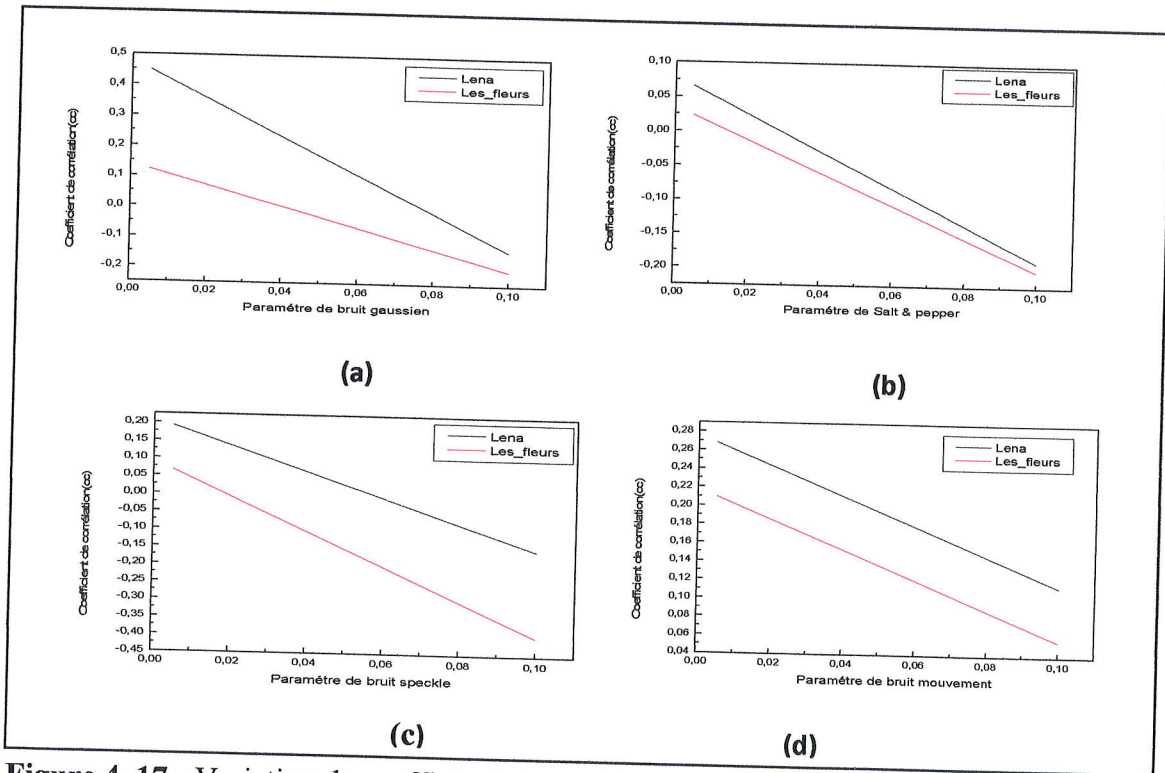 0,5
0,4
0,3
0,2
0,1
0,0
-0,1
-0,2
Coefficient de corrélation(cc)
Lena
Les_fleurs
0,00 0,02 0,04 0,06 0,08 0,10
Paramétre de bruit gaussien
(a)
0,10
0,05
0,00
-0,05
-0,10
-0,15
-0,20
Coefficient de corrélation(cc)
Lena
Les_fleurs
0,00 0,02 0,04 0,06 0,08 0,10
Paramétre de Salt & pepper
(b)
0,20
0,15
0,10
0,05
0,00
-0,05
-0,10
-0,15
-0,20
-0,25
-0,30
-0,35
-0,40
-0,45
Coefficient de corrélation(cc)
Lena
Les_fleurs
0,00 0,02 0,04 0,06 0,08 0,10
Paramétre de bruit speckle
(c)
0,28
0,26
0,24
0,22
0,20
0,18
0,16
0,14
0,12
0,10
0,08
0,06
0,04
Coefficient de corrélation(cc)
Lena
Les_fleurs
0,00 0,02 0,04 0,06 0,08 0,10
Paramétre de bruit mouvement
(d)
Figure 4. 17 Variation